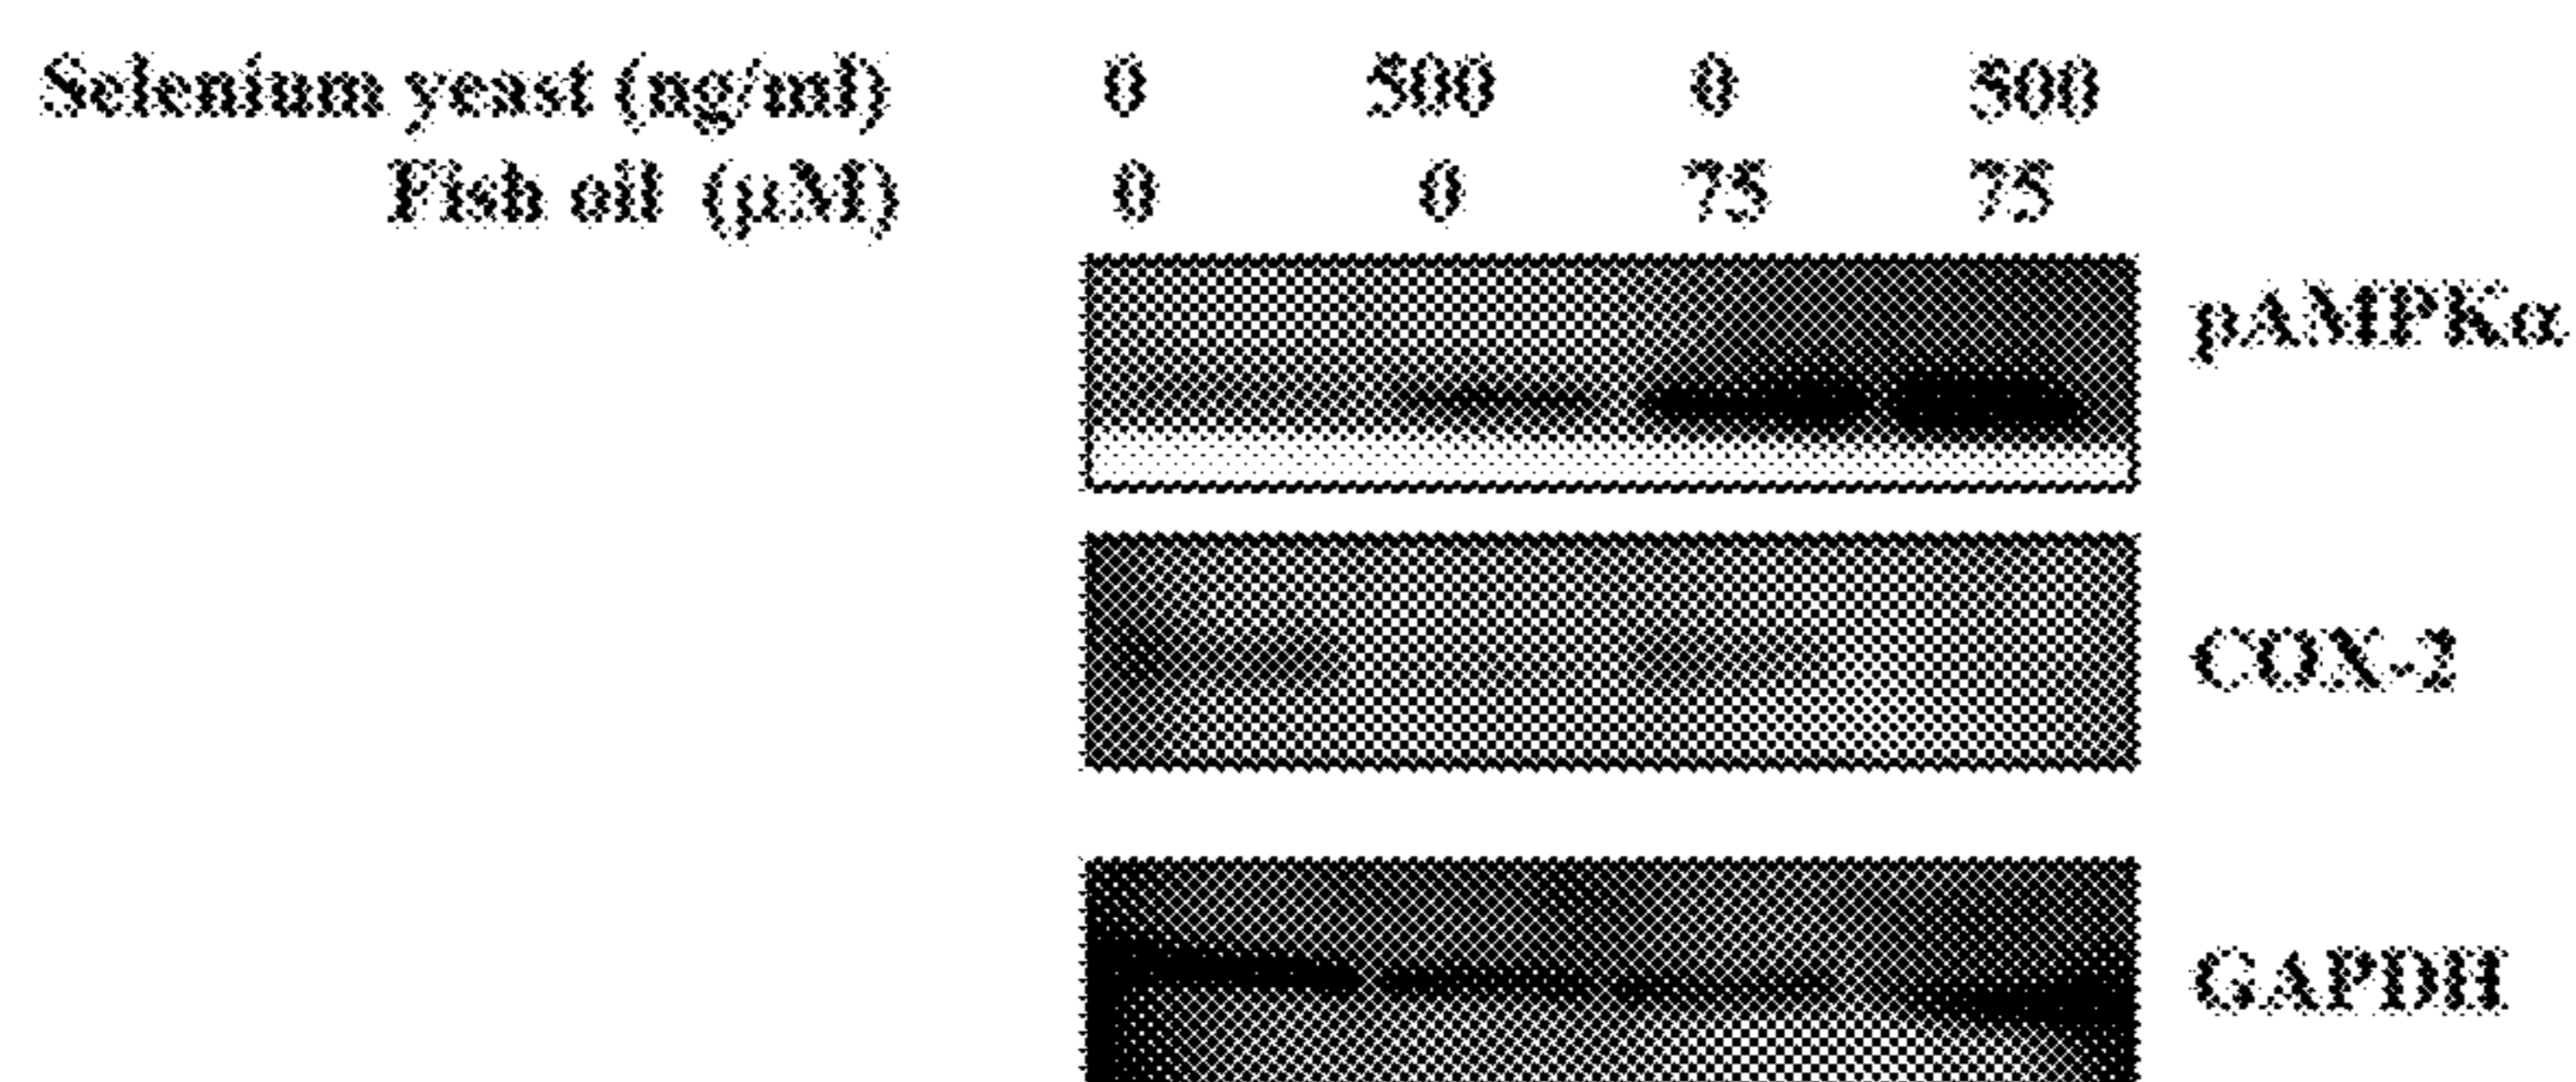 Selenium yeast (ng/ml) 0 500 0 500
Fish oil (μM) 0 0 75 75
pAMPKα
COX-2
GAPDH